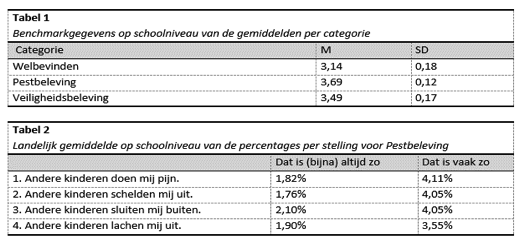 Tabel 1
Benchmarkgegevens op schoolniveau van de gemiddelden per categorie
Categorie M SD
Welbevinden 3,14 0,18
Pestbeleving 3,69 0,12
Veiligheidsbeleving 3,49 0,17
Tabel 2
Landelijk gemiddelde op schoolniveau van de percentages per stelling voor Pestbeleving
Dat is (bijna) altijd zo Dat is vaak zo
1. Andere kinderen doen mij pijn. 1,82% 4,11%
2. Andere kinderen schelden mij uit. 1,76% 4,05%
3. Andere kinderen sluiten mij buiten. 2,10% 4,05%
4. Andere kinderen lachen mij uit. 1,90% 3,55%